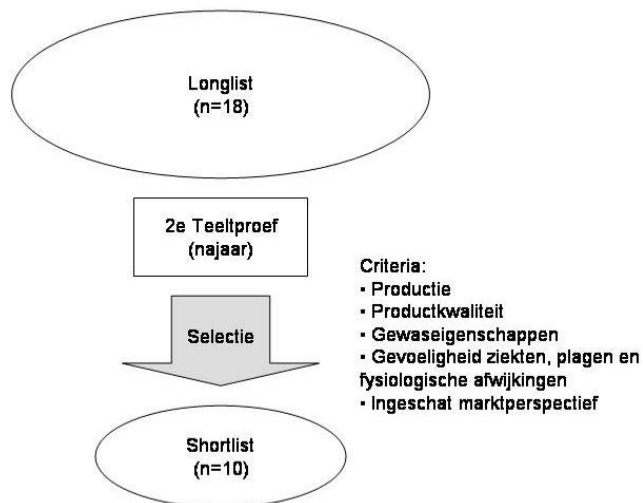 Longlist
(n=18)
2e Teeltproef
(najaar)
Selectie
Criteria:
▪ Productie
▪ Productkwaliteit
▪ Gewaseigenschappen
▪ Gevoeligheid ziekten, plagen en
fysiologische afwijkingen
▪ Ingeschat marktperspectief
Shortlist
(n=10)